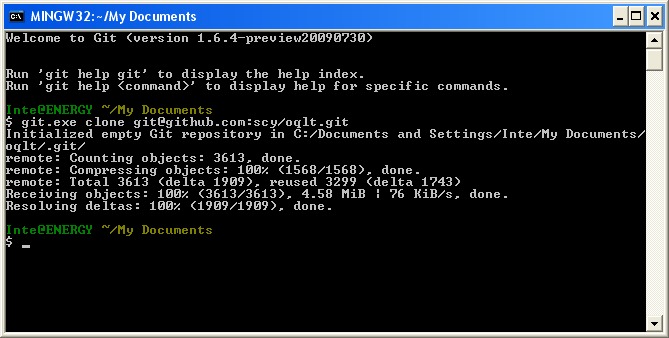 MINGW32:~/My Documents
Welcome to Git (version 1.6.4-preview20090730)
Run 'git help git' to display the help index.
Run 'git help <command>' to display help for specific commands.
Inte@ENERGY ~/My Documents
$ git.exe clone git@github.com:scy/oqlt.git
Initialized empty Git repository in C:/Documents and Settings/Inte/My Documents/
oqlt/.git/
remote: Counting objects: 3613, done.
remote: Compressing objects: 100% (1568/1568), done.
remote: Total 3613 (delta 1909), reused 3299 (delta 1743)
Receiving objects: 100% (3613/3613), 4.58 MiB ¦ 76 KiB/s, done.
Resolving deltas: 100% (1909/1909), done.
Inte@ENERGY ~/My Documents
$ _